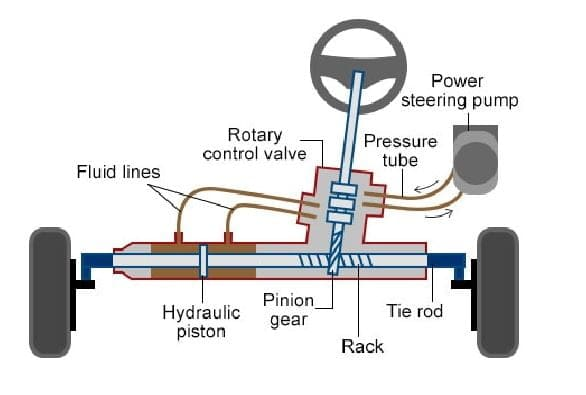 Power
steering pump
Rotary
control valve
Pressure
tube
Fluid lines
Hydraulic
piston
Pinion
gear
Tie rod
Rack